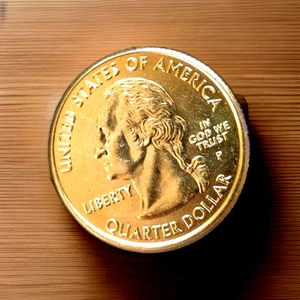 UNITED STATES OF AMERICA
IN
GOD WE
TRUST
P
LIBERTY
QUARTER DOLLAR